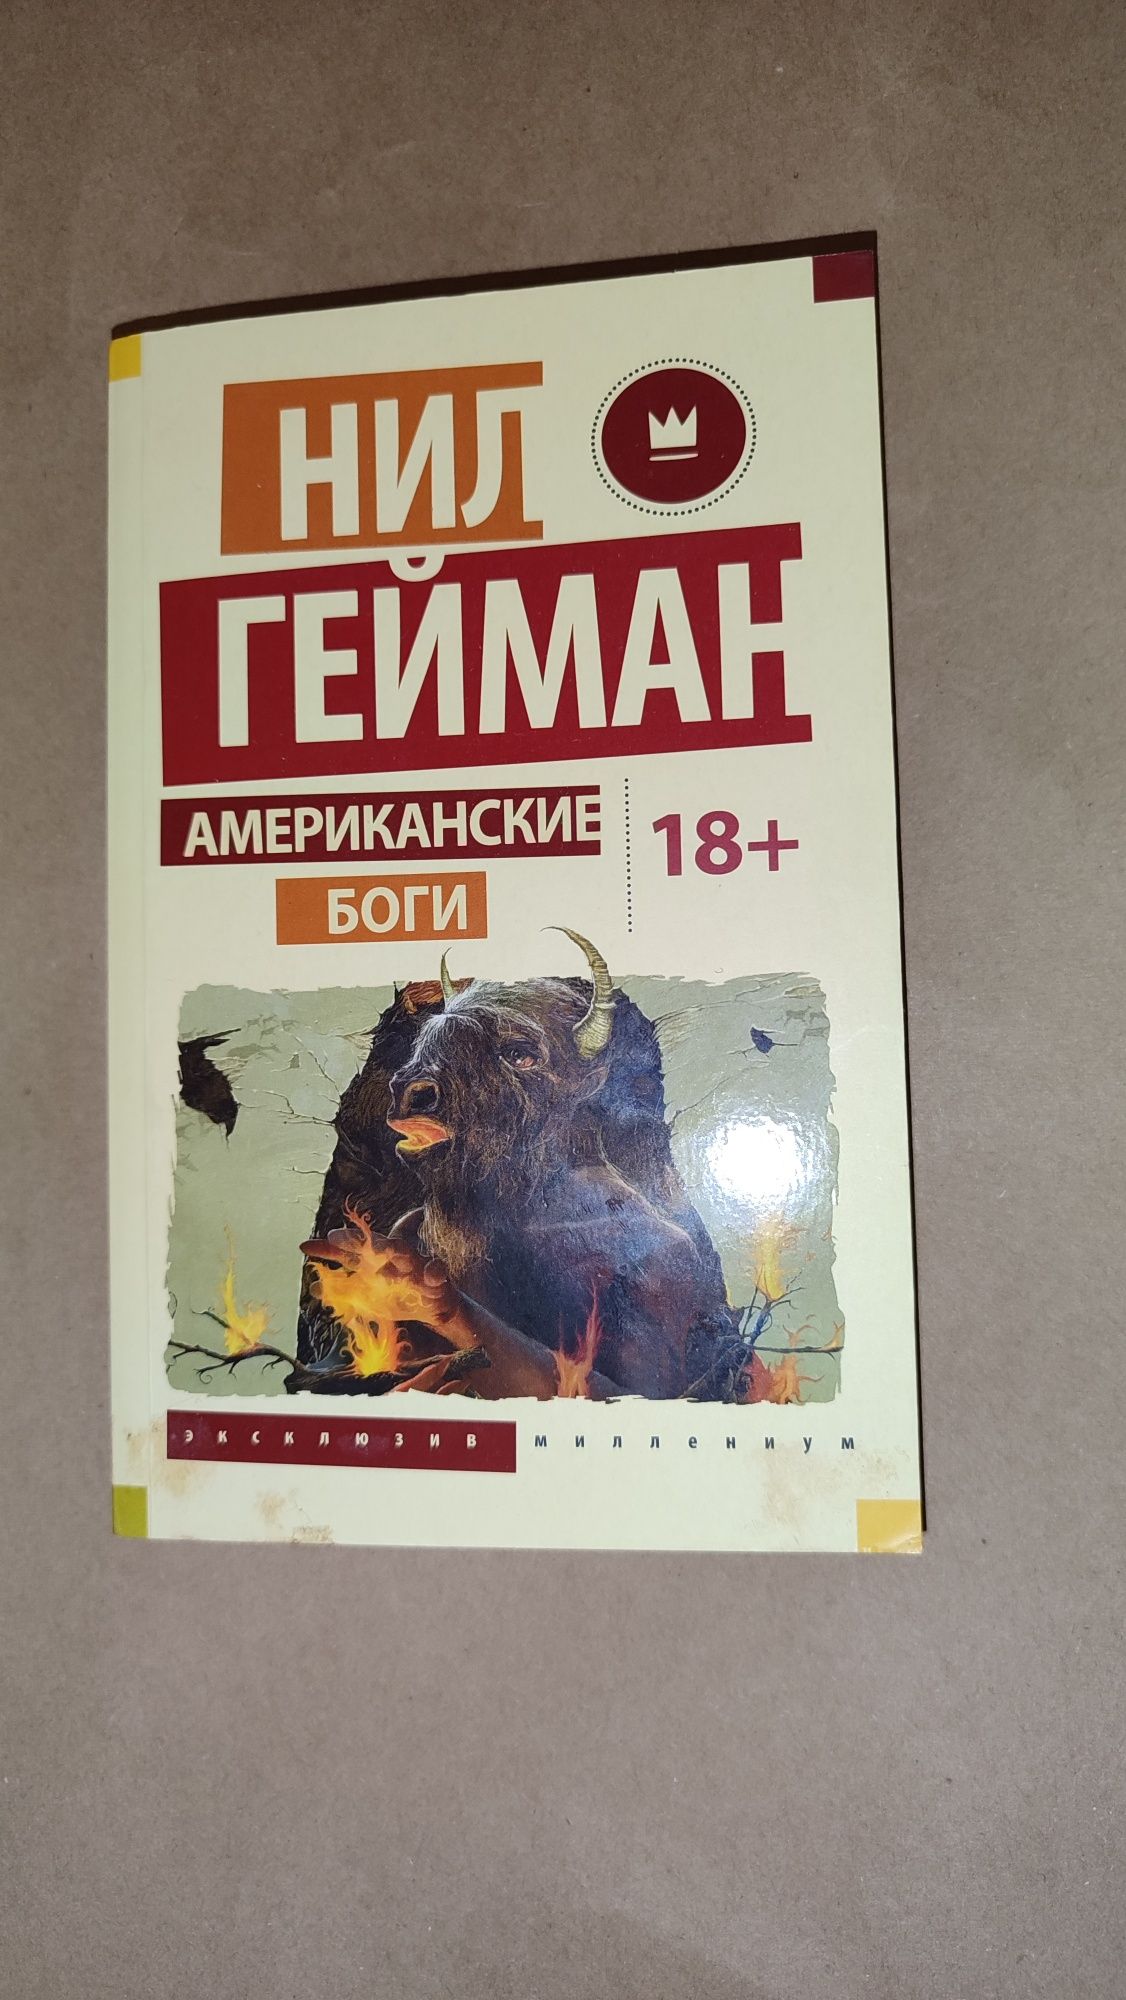 НИЛ
ГЕЙМАН
АМЕРИКАНСКИЕ
БОГИ
18+
эксклюзив миллениум